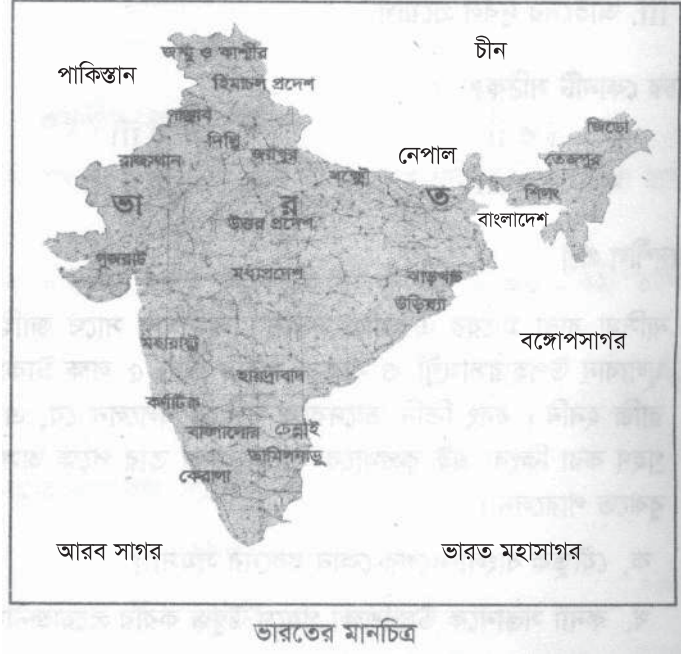 চীন
জম্মু ও কাশ্মীর
পাকিস্তান
হিমাচল প্রদেশ
পাঞ্জাব
দিল্লি
জয়পুর
রাজস্থান
নেপাল
লক্ষ্ণৌ
জিড়ো
তেজপুর
শিলং
ভা র ত
উত্তর প্রদেশ
বাংলাদেশ
গুজরাট
মধ্যপ্রদেশ
ঝাড়খণ্ড
উড়িষ্যা
মহারাষ্ট্র
বঙ্গোপসাগর
হায়দ্রাবাদ
কর্ণাটক
বাঙ্গালোর
চেন্নাই
তামিলনাড়ু
কেরালা
আরব সাগর
ভারত মহাসাগর
ভারতের মানচিত্র